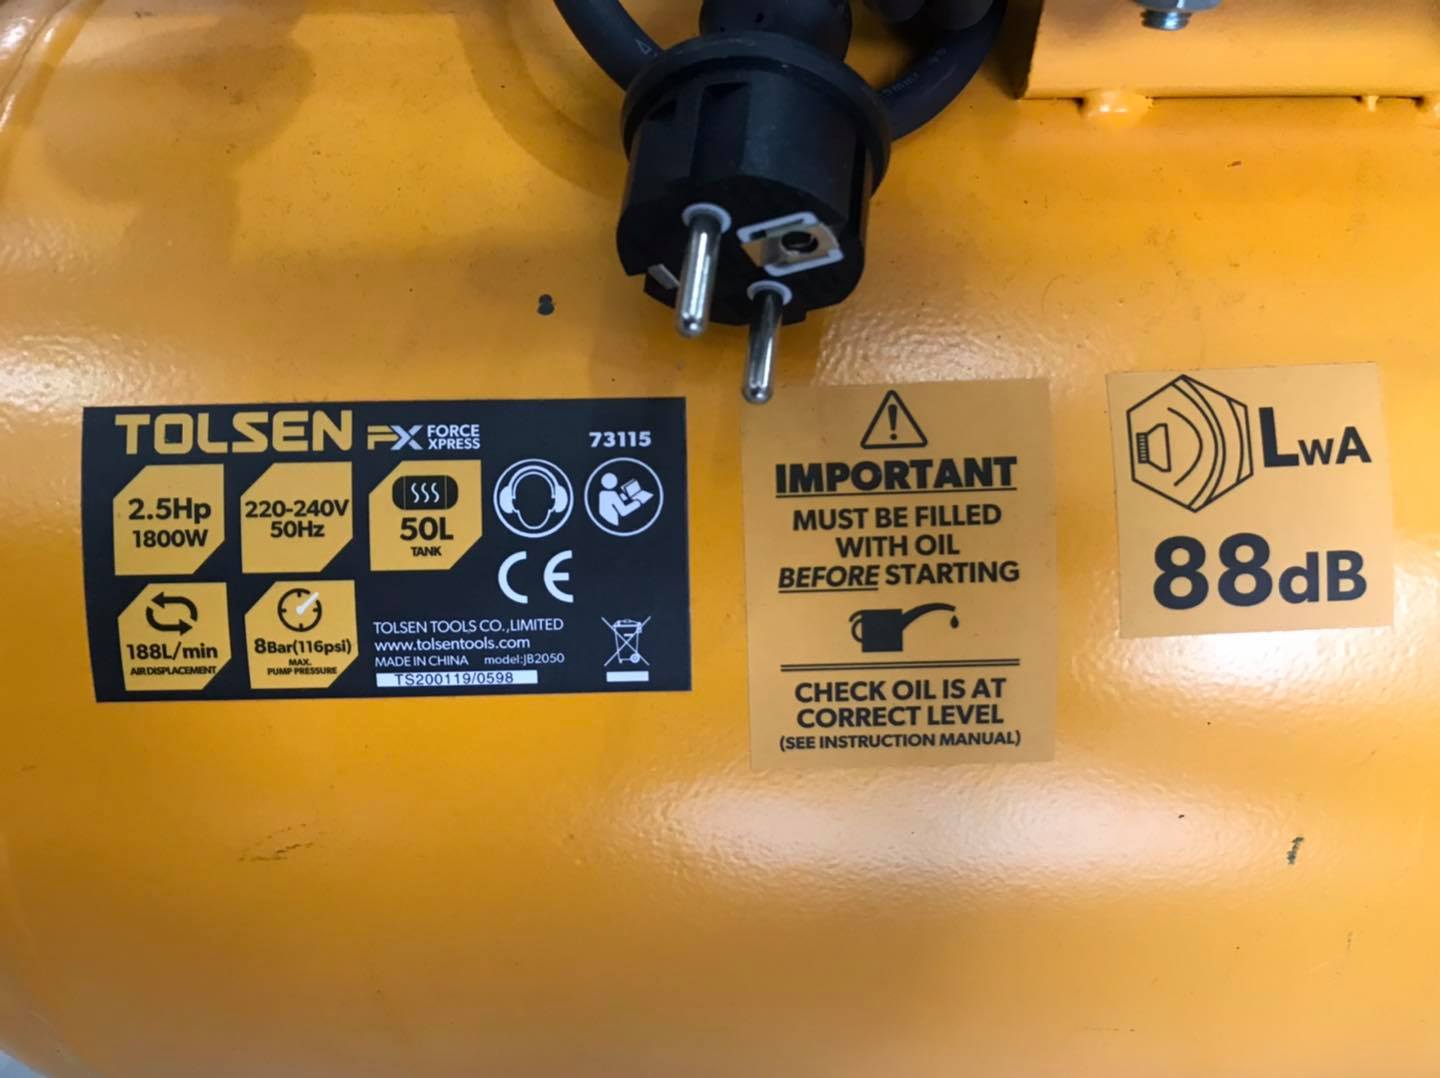 TOLSEN FX FORCE XPRESS
73115
2.5Hp
1800W
220-240V
50Hz
50L
TANK
188L/min
AIR DISPLACEMENT
8Bar(116psi)
MAX.
PUMP PRESSURE
CE
TOLSEN TOOLS CO.,LIMITED
www.tolsentools.com
MADE IN CHINA model:JB2050
TS200119/0598
IMPORTANT
MUST BE FILLED
WITH OIL
BEFORE STARTING
CHECK OIL IS AT
CORRECT LEVEL
(SEE INSTRUCTION MANUAL)
LWA
88dB